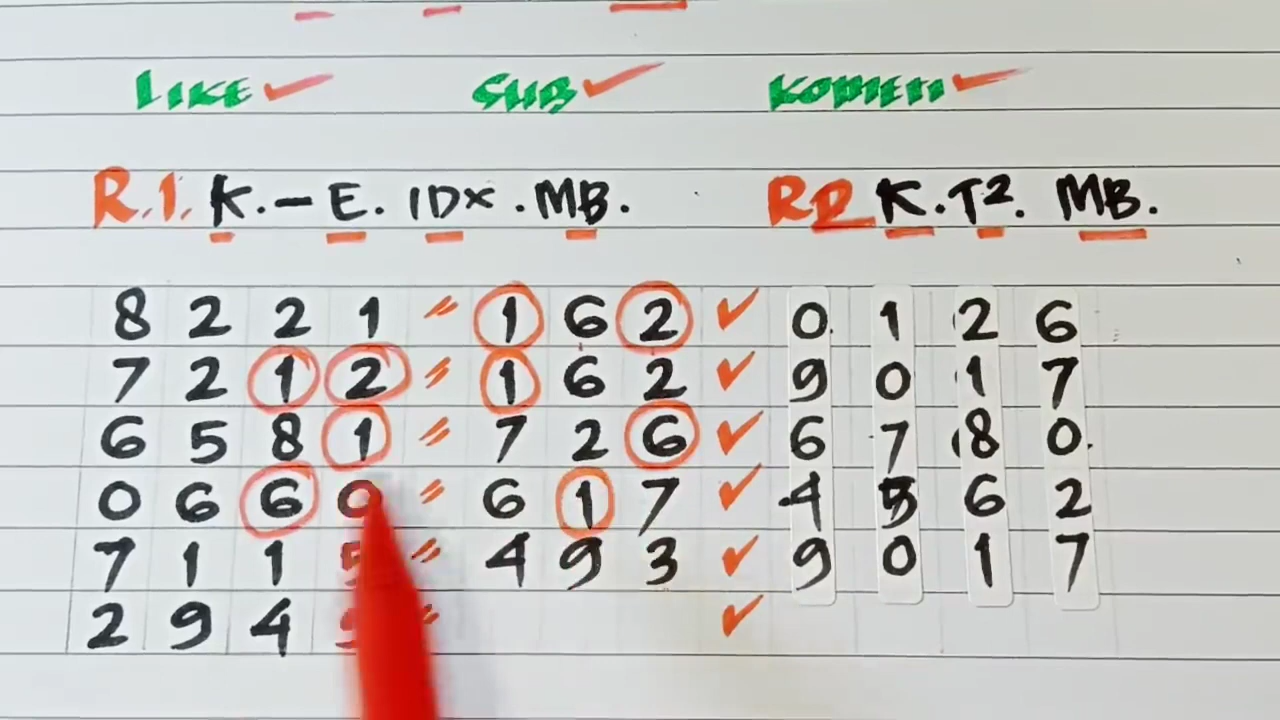 LIKE ✓ SUB ✓ KOMEN ✓
R.1. K.-E. IDX. MB. R2 K.T2. MB.
8 2 2 1 = 1 6 2 ✓ 0 1 2 6
7 2 1 2 = 1 6 2 ✓ 9 0 1 7
6 5 8 1 = 7 2 6 ✓ 6 7 8 0
0 6 6 = 6 1 7 ✓ 4 5 6 2
7 1 1 = 4 9 3 ✓ 9 0 1 7
2 9 4 = ✓